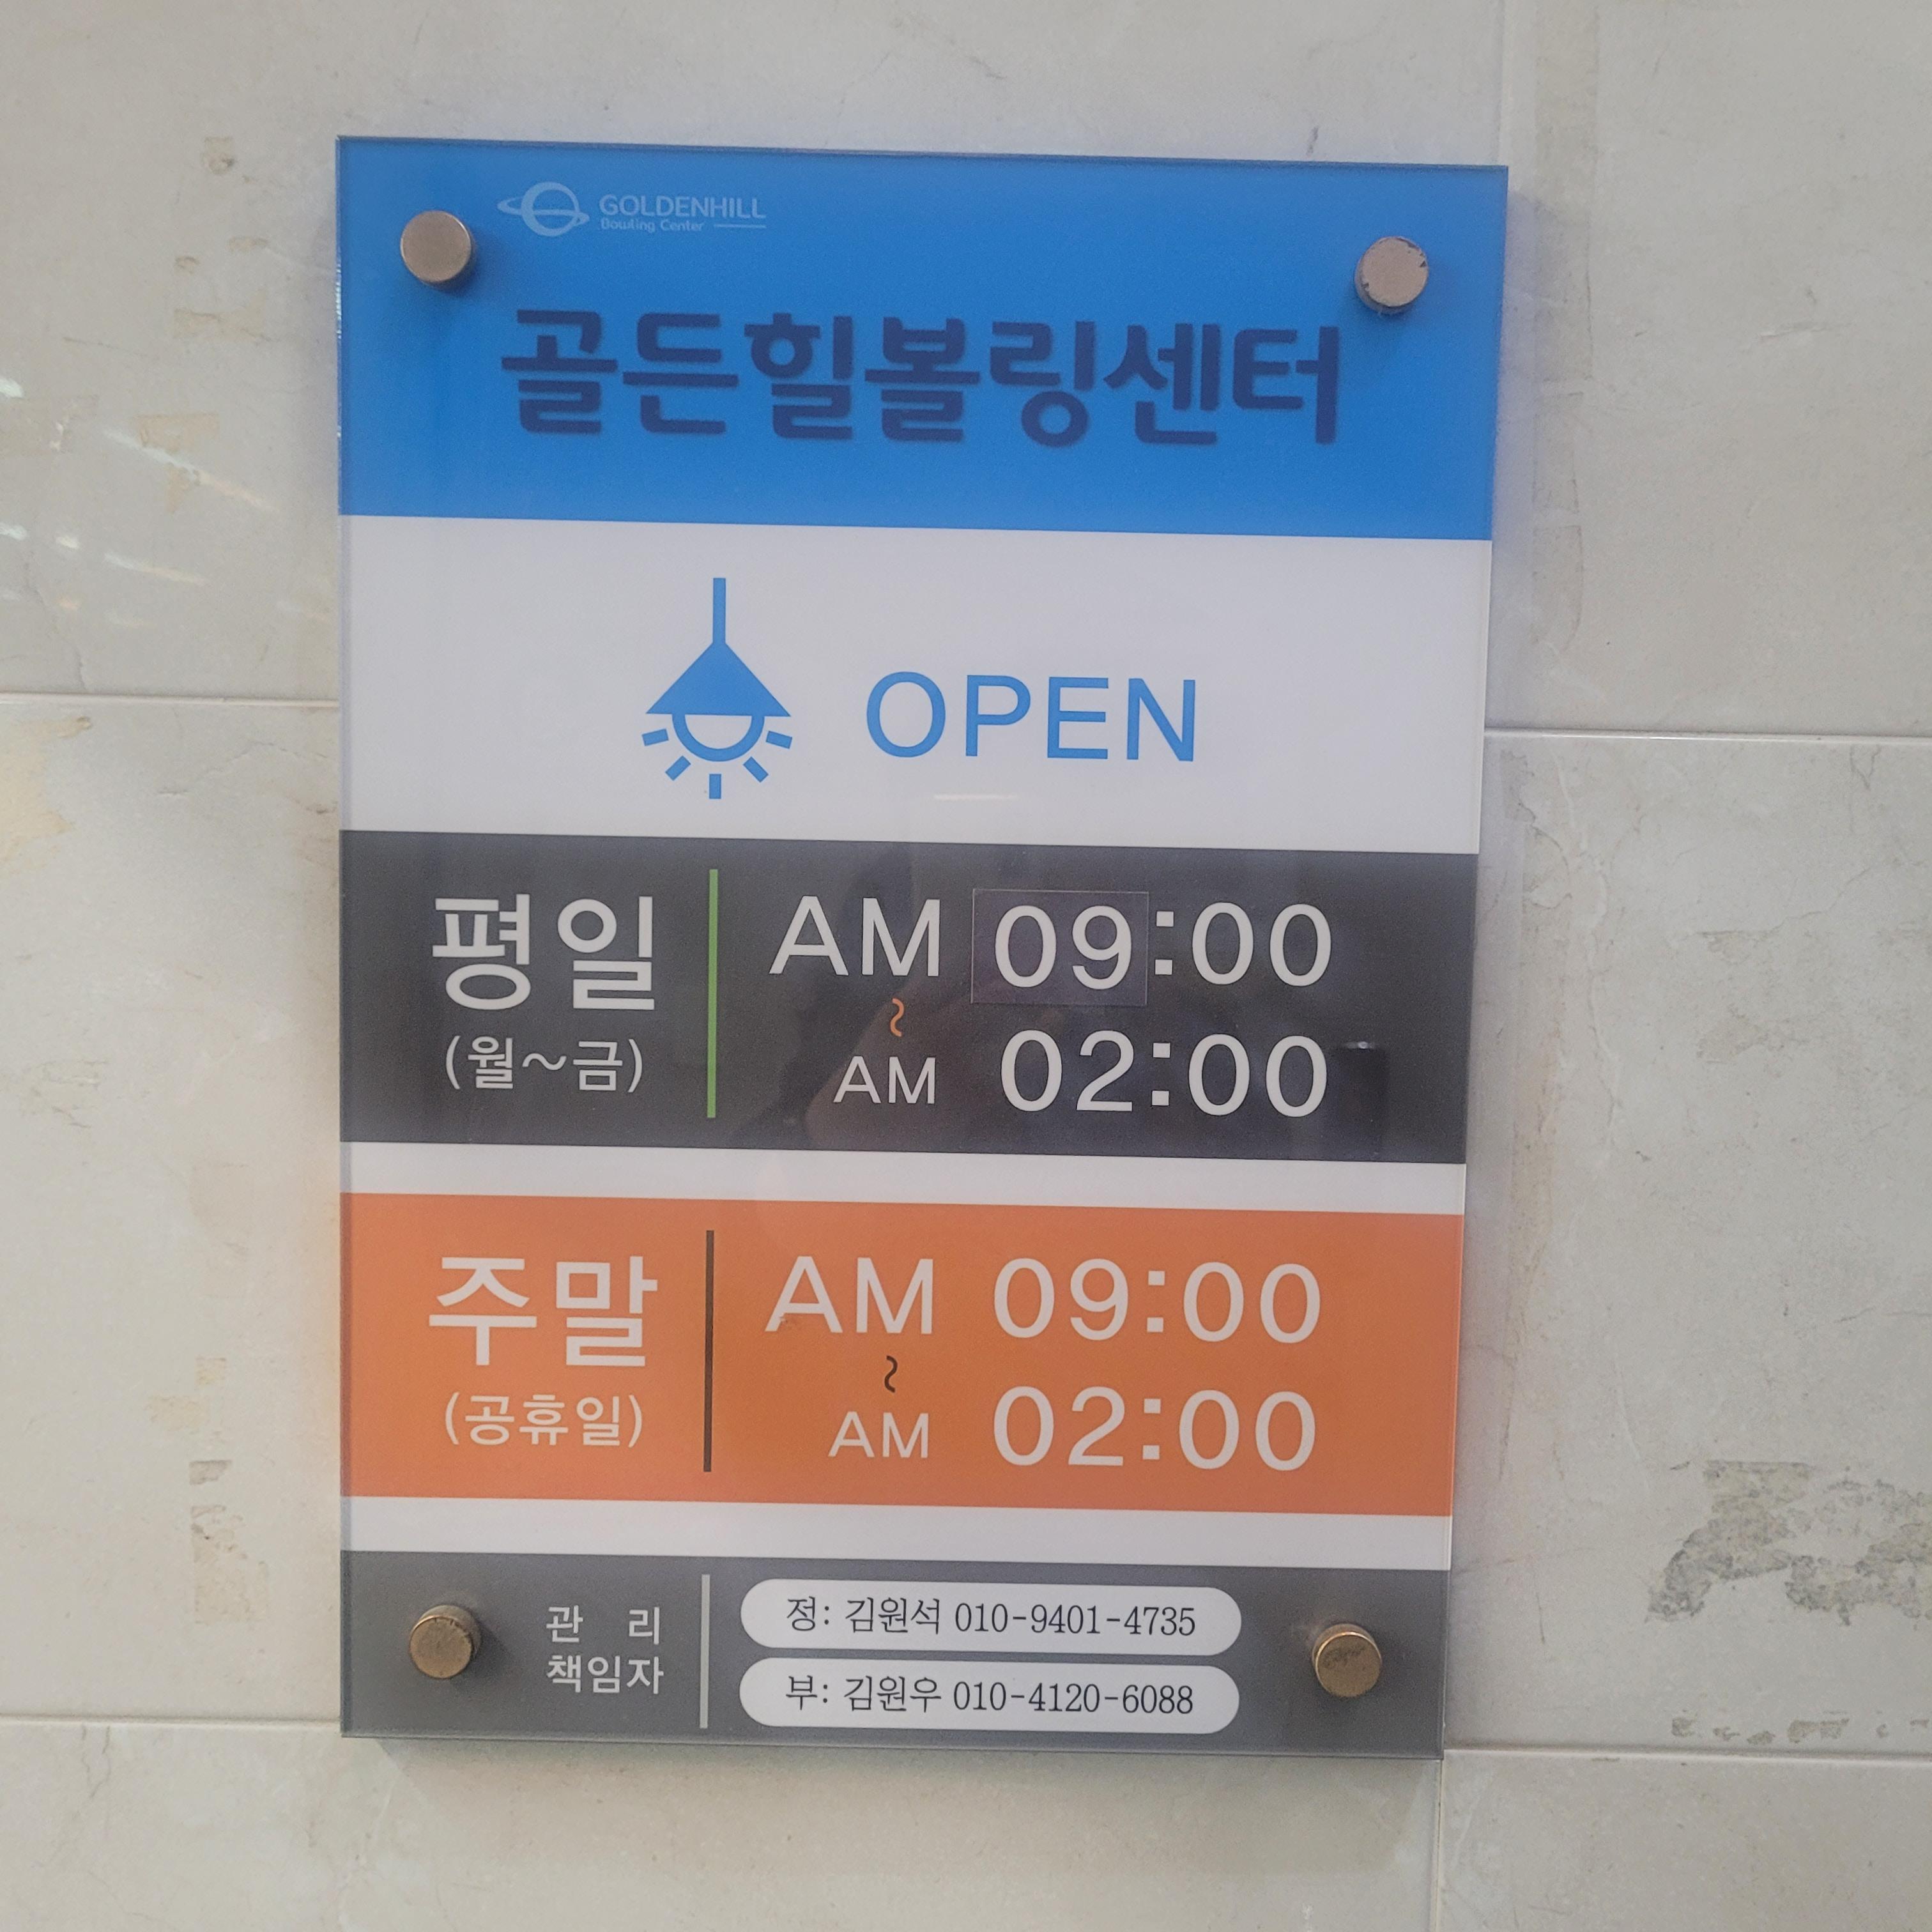 GOLDENHILL
Bowling Center
골든힐볼링센터
OPEN
평일
(월~금)
AM 09:00
~
AM 02:00
주말
(공휴일)
AM 09:00
~
AM 02:00
관 리
책임자
정: 김원석 010-9401-4735
부: 김원우 010-4120-6088